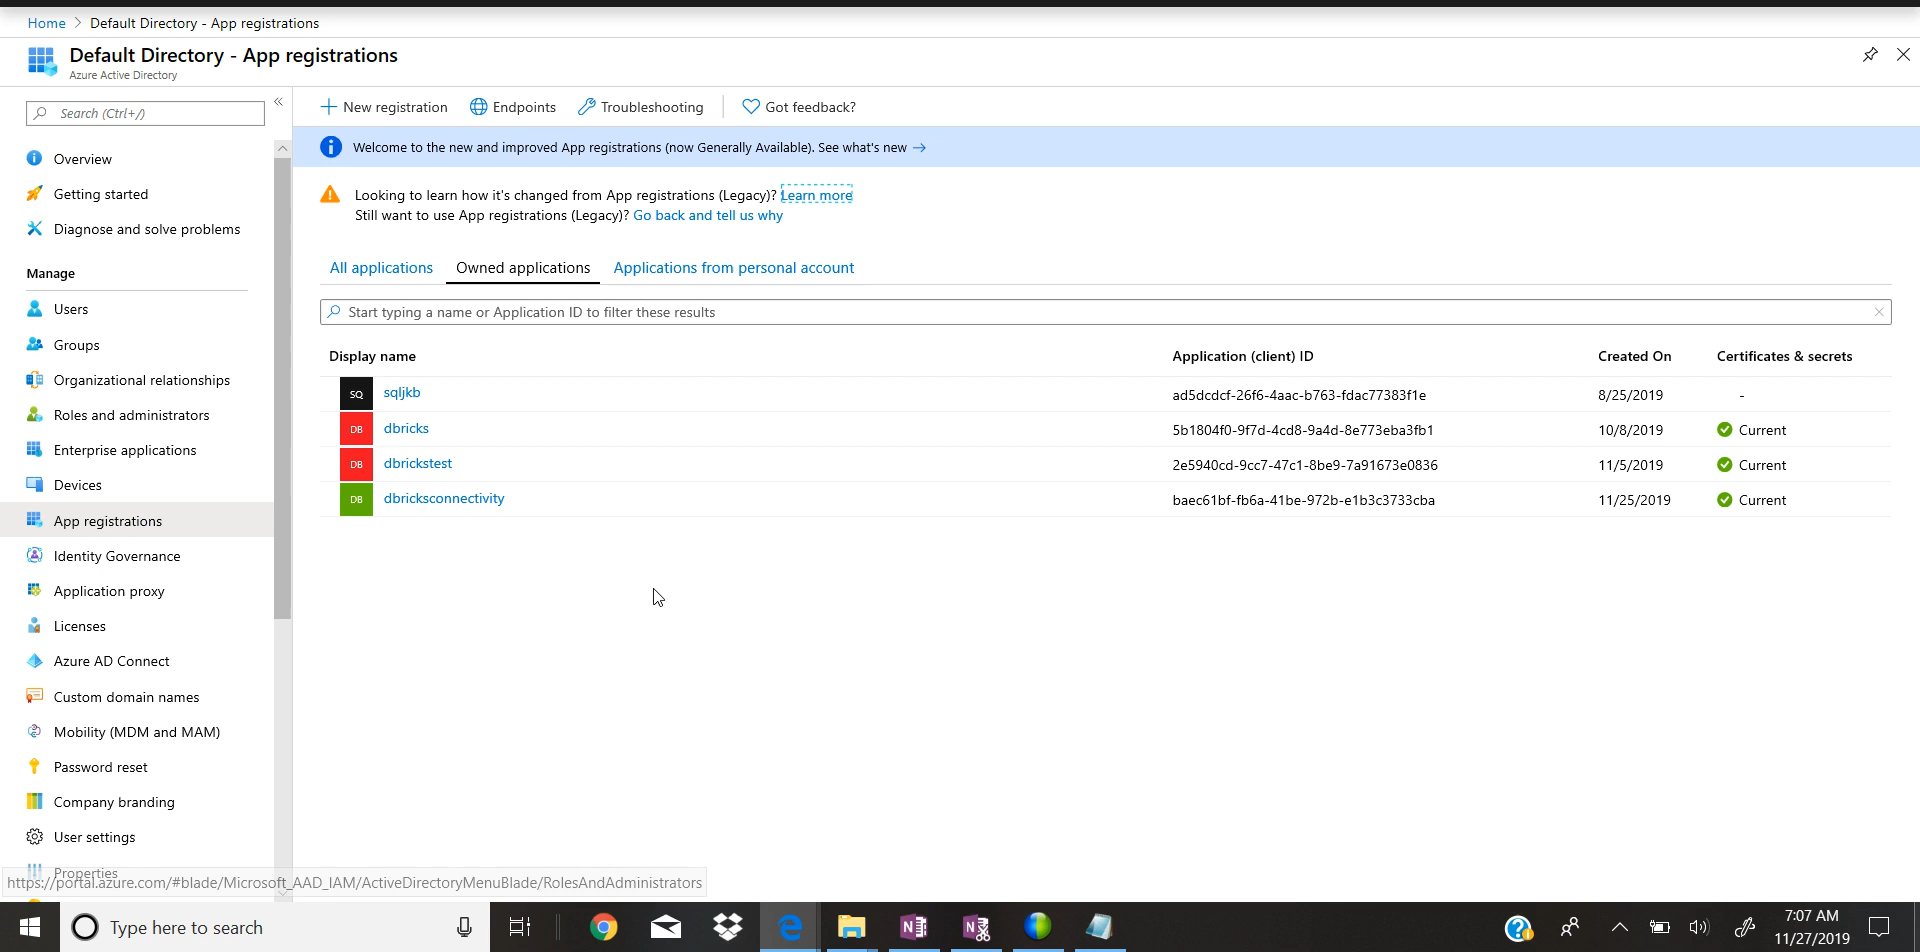 Home > Default Directory - App registrations
Default Directory - App registrations
Azure Active Directory
Search (Ctrl+/)
«
Overview
Getting started
Diagnose and solve problems
Manage
Users
Groups
Organizational relationships
Roles and administrators
Enterprise applications
Devices
App registrations
Identity Governance
Application proxy
Licenses
Azure AD Connect
Custom domain names
Mobility (MDM and MAM)
Password reset
Company branding
User settings
Properties
New registration Endpoints Troubleshooting Got feedback?
Welcome to the new and improved App registrations (now Generally Available). See what's new →
Looking to learn how it's changed from App registrations (Legacy)? Learn more
Still want to use App registrations (Legacy)? Go back and tell us why
All applications Owned applications Applications from personal account
Start typing a name or Application ID to filter these results
Display name Application (client) ID Created On Certificates & secrets
SQ sqljkb ad5dcdcf-26f6-4aac-b763-fdac77383f1e 8/25/2019 -
DB dbricks 5b1804f0-9f7d-4cd8-9a4d-8e773eba3fb1 10/8/2019 Current
DB dbrickstest 2e5940cd-9cc7-47c1-8be9-7a91673e0836 11/5/2019 Current
DB dbricksconnectivity baec61bf-fb6a-41be-972b-e1b3c3733cba 11/25/2019 Current
https://portal.azure.com/#blade/Microsoft_AAD_IAM/ActiveDirectoryMenuBlade/RolesAndAdministrators
Type here to search
7:07 AM
11/27/2019